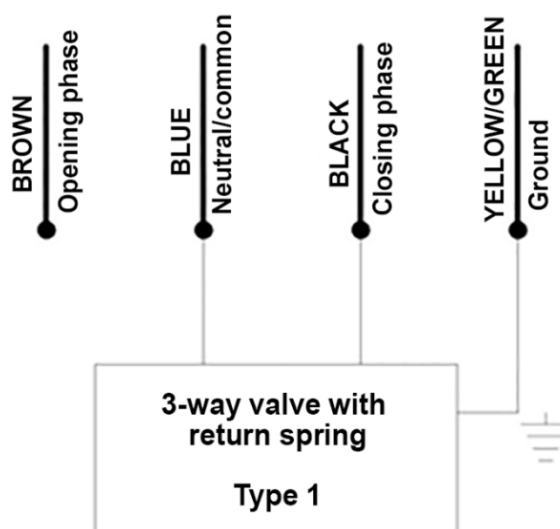 BROWN
Opening phase
BLUE
Neutral/common
BLACK
Closing phase
YELLOW/GREEN
Ground
3-way valve with
return spring
Type 1